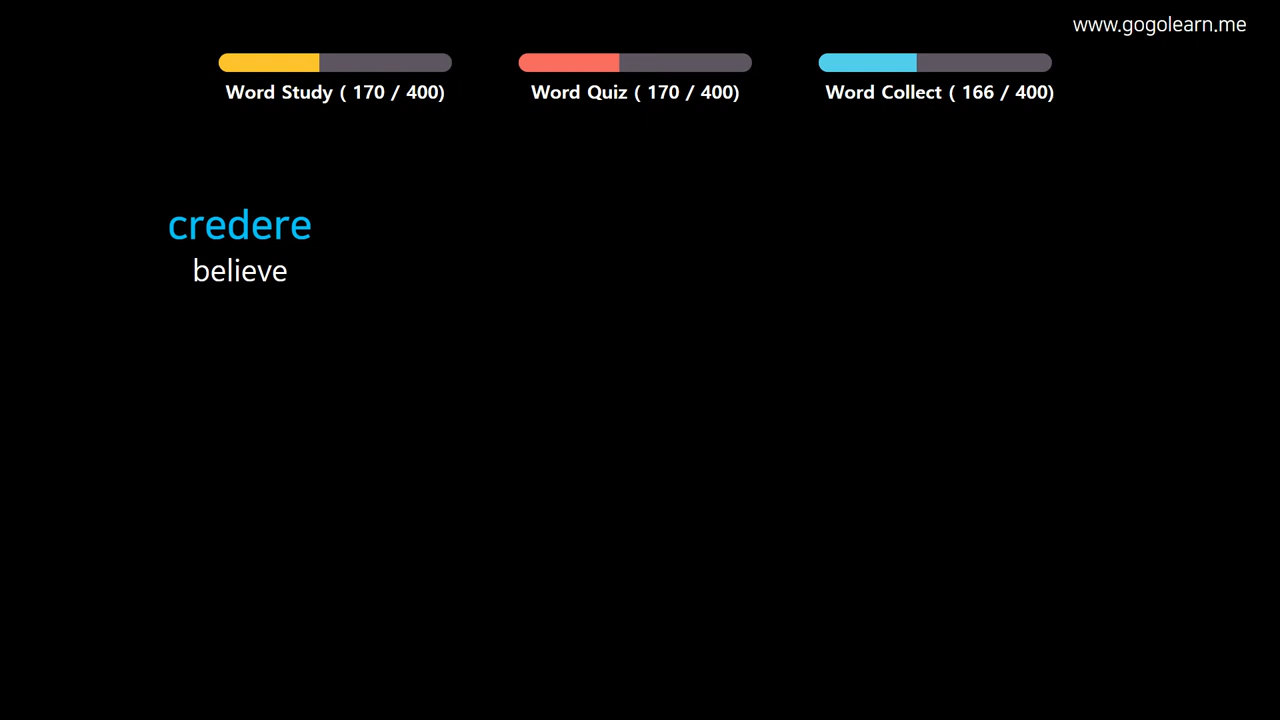 www.gogolearn.me
Word Study ( 170 / 400)
Word Quiz ( 170 / 400)
Word Collect ( 166 / 400)
credere
believe